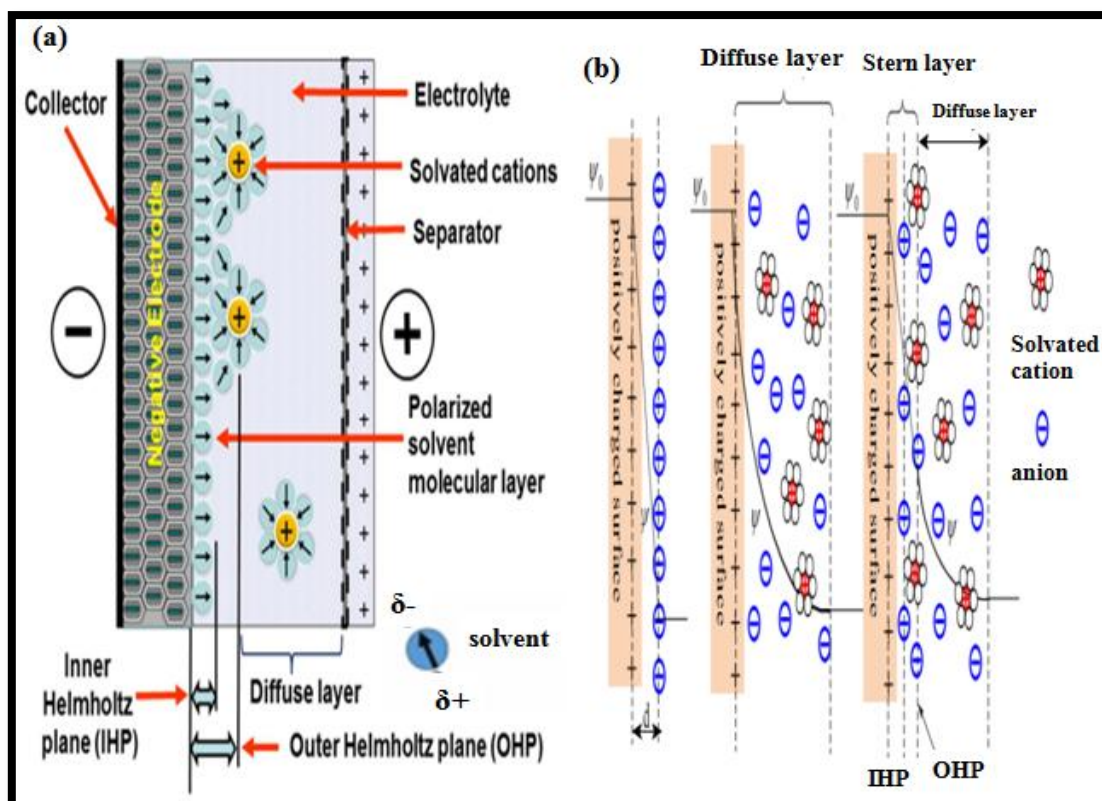 (a)
Collector
Negative Electrode
Electrolyte
Solvated cations
Separator
Polarized
solvent
molecular layer
−
+
+
+
+
δ-
solvent
δ+
Inner
Helmholtz
plane (IHP)
Diffuse layer
Outer Helmholtz plane (OHP)
(b)
Diffuse layer
Stern layer
Diffuse layer
ψ0
positively charged surface
ψ
d
ψ0
positively charged surface
ψ
ψ0
positively charged surface
ψ
Solvated
cation
anion
IHP
OHP